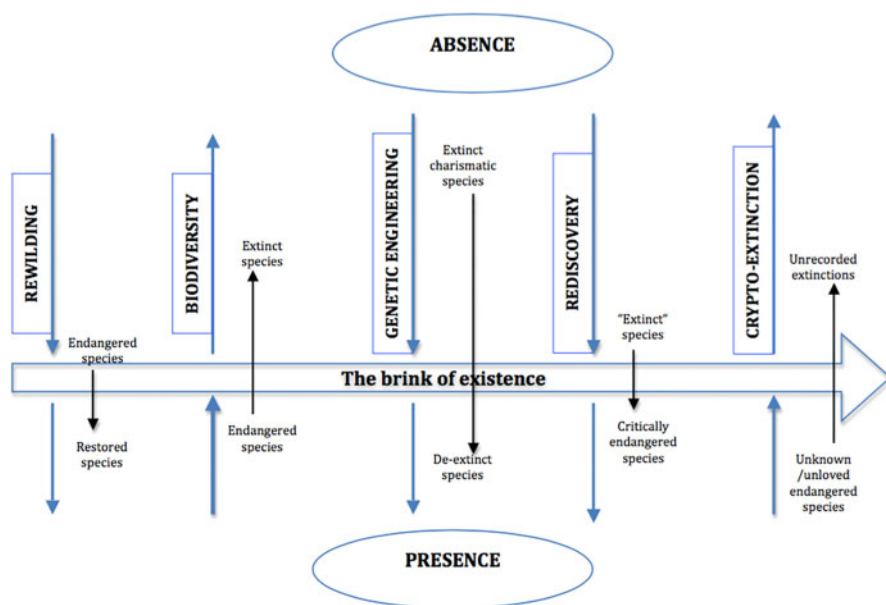 ABSENCE
REWILDING
Endangered
species
Restored
species
BIODIVERSITY
Extinct
species
Endangered
species
GENETIC ENGINEERING
Extinct
charismatic
species
De-extinct
species
REDISCOVERY
“Extinct”
species
Critically
endangered
species
CRYPTO-EXTINCTION
Unrecorded
extinctions
Unknown
/unloved
endangered
species
The brink of existence
PRESENCE